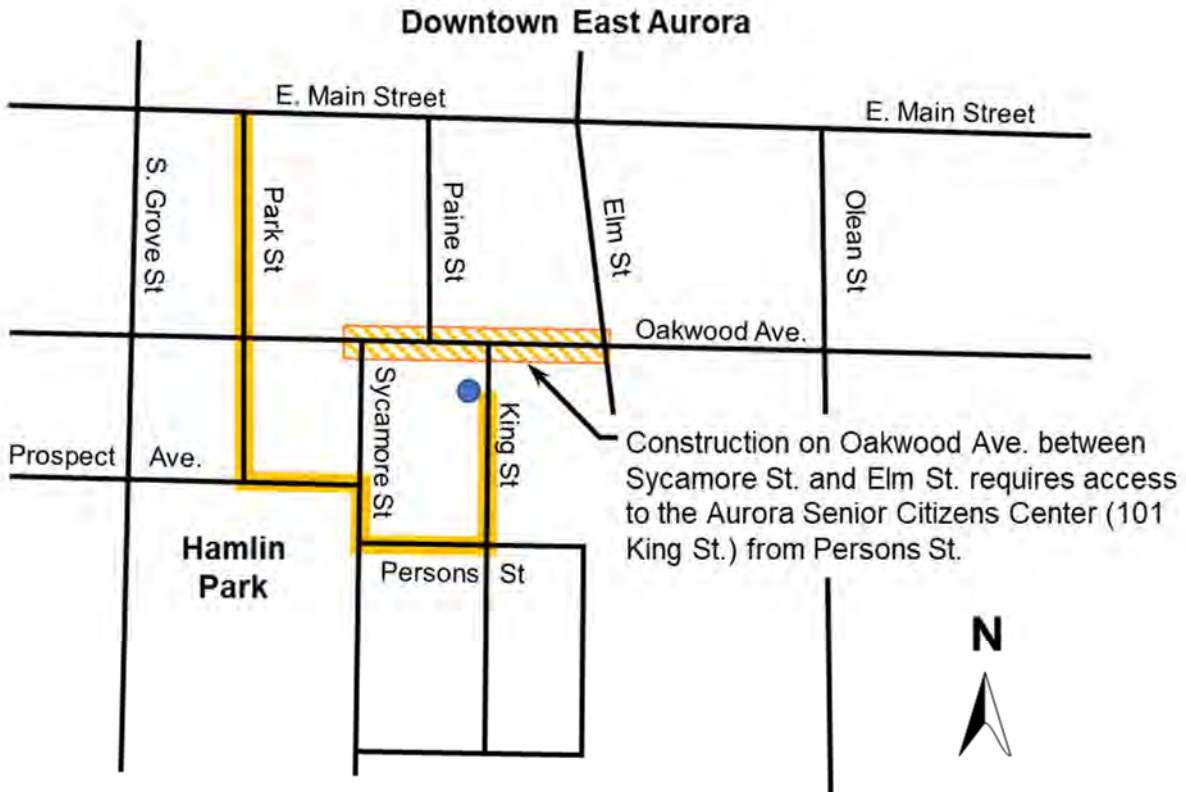 Downtown East Aurora
E. Main Street
E. Main Street
S. Grove St
Park St
Paine St
Elm St
Olean St
Oakwood Ave.
Sycamore St
King St
Prospect Ave.
Construction on Oakwood Ave. between
Sycamore St. and Elm St. requires access
to the Aurora Senior Citizens Center (101
King St.) from Persons St.
Hamlin
Park
Persons St
N